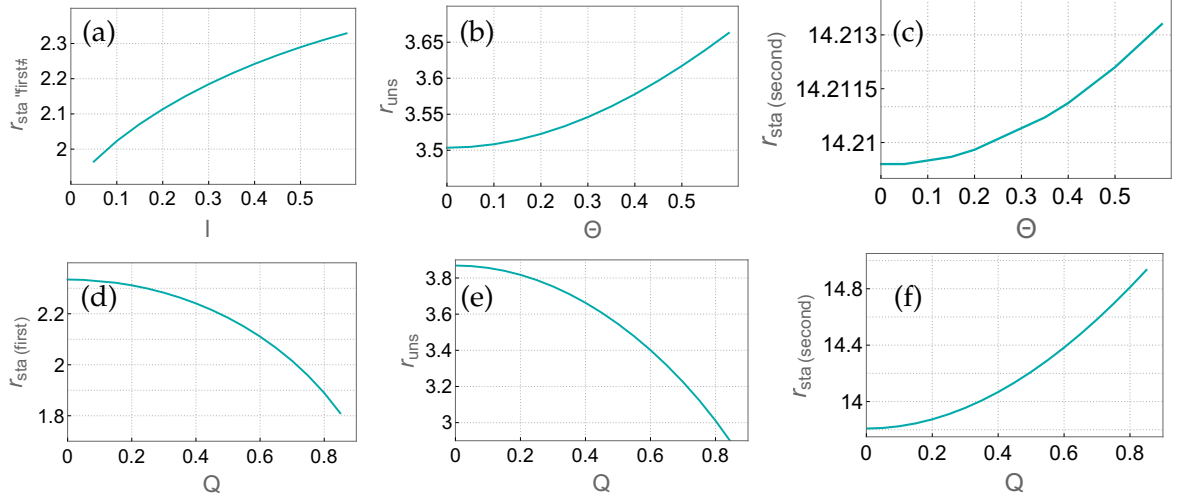 (a)
2.3
2.2
2.1
2
r
0 0.1 0.2 0.3 0.4 0.5
I
(b)
3.65
3.6
3.55
3.5
r_uns
0 0.1 0.2 0.3 0.4 0.5
Θ
(c)
14.213
14.2115
14.21
r_sta (second)
0 0.1 0.2 0.3 0.4 0.5
Θ
(d)
2.2
2
1.8
r_sta (first)
0 0.2 0.4 0.6 0.8
Q
(e)
3.8
3.6
3.4
3.2
3
r_uns
0 0.2 0.4 0.6 0.8
Q
(f)
14.8
14.4
14
r_sta (second)
0 0.2 0.4 0.6 0.8
Q